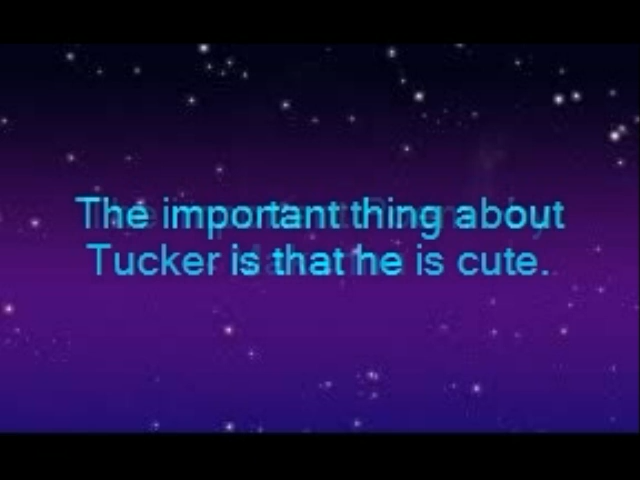 The important thing about
Tucker is that he is cute.